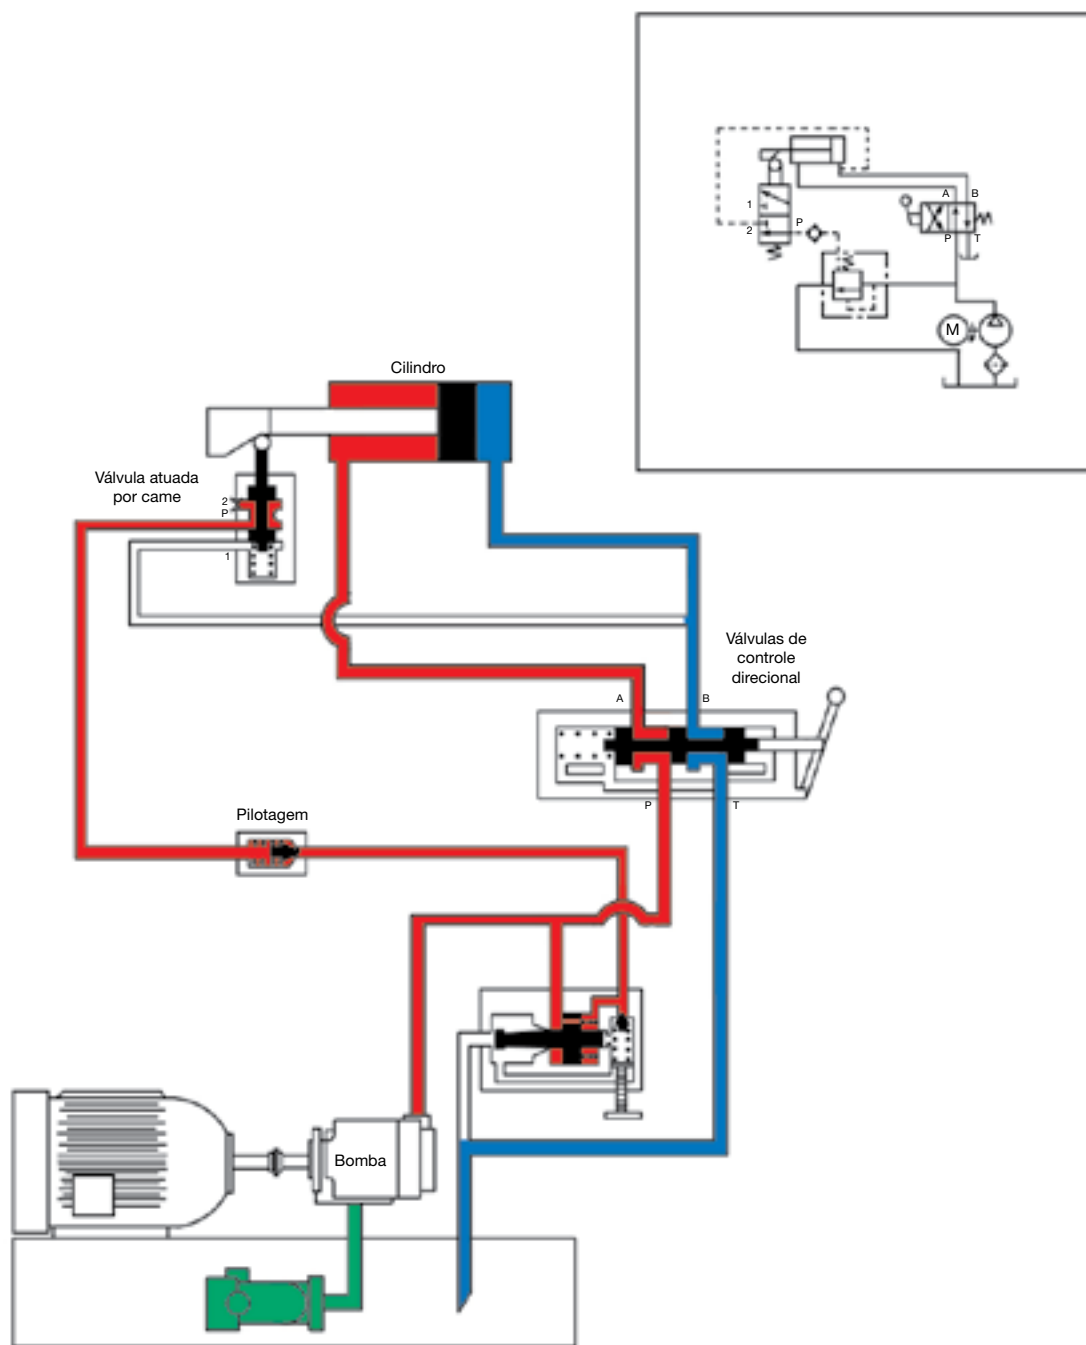 A B
1
P
2
P T
M
Cilindro
Válvula atuada
por came
2
P
1
Válvulas de
controle
direcional
A B
P T
Pilotagem
Bomba